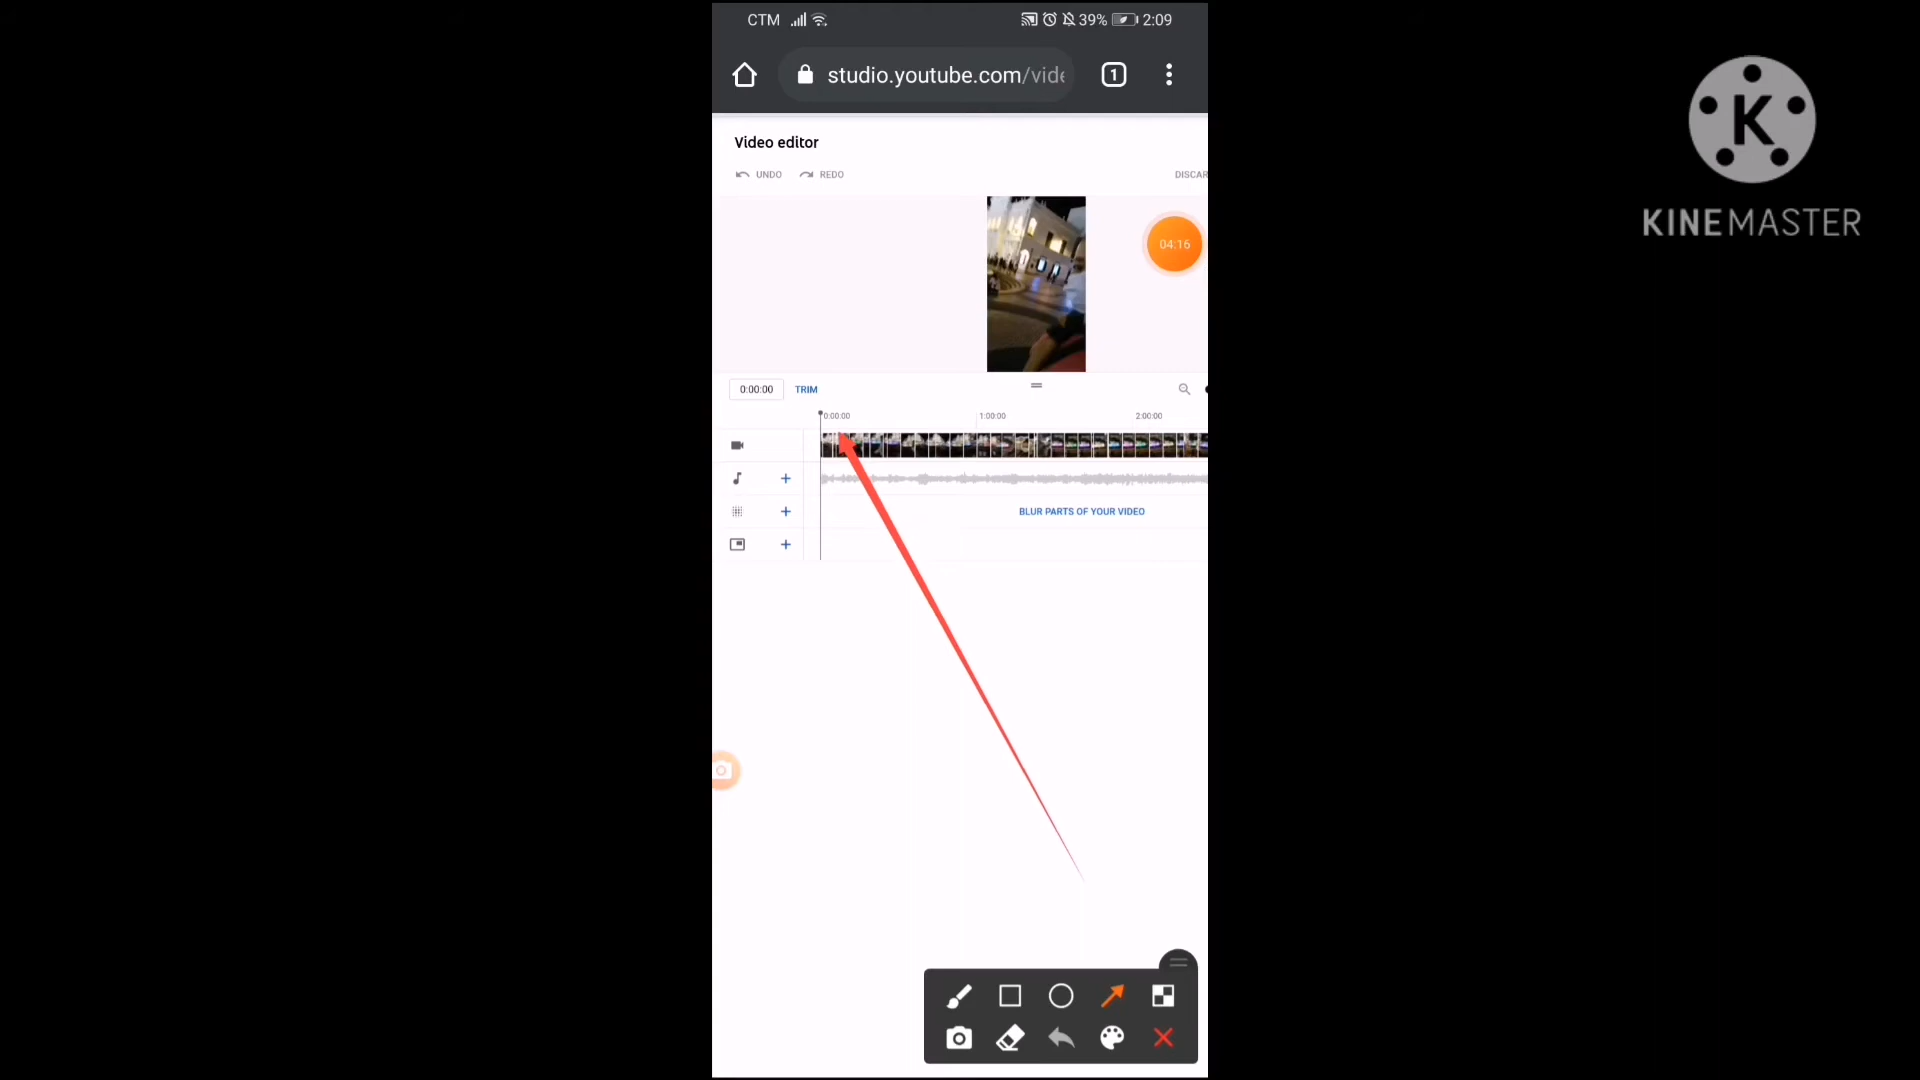 CTM 39% 2:09
studio.youtube.com/vide
1
Video editor
UNDO REDO DISCAR
04:16
0:00:00 TRIM
0:00:00 1:00:00 2:00:00
BLUR PARTS OF YOUR VIDEO
K
KINEMASTER